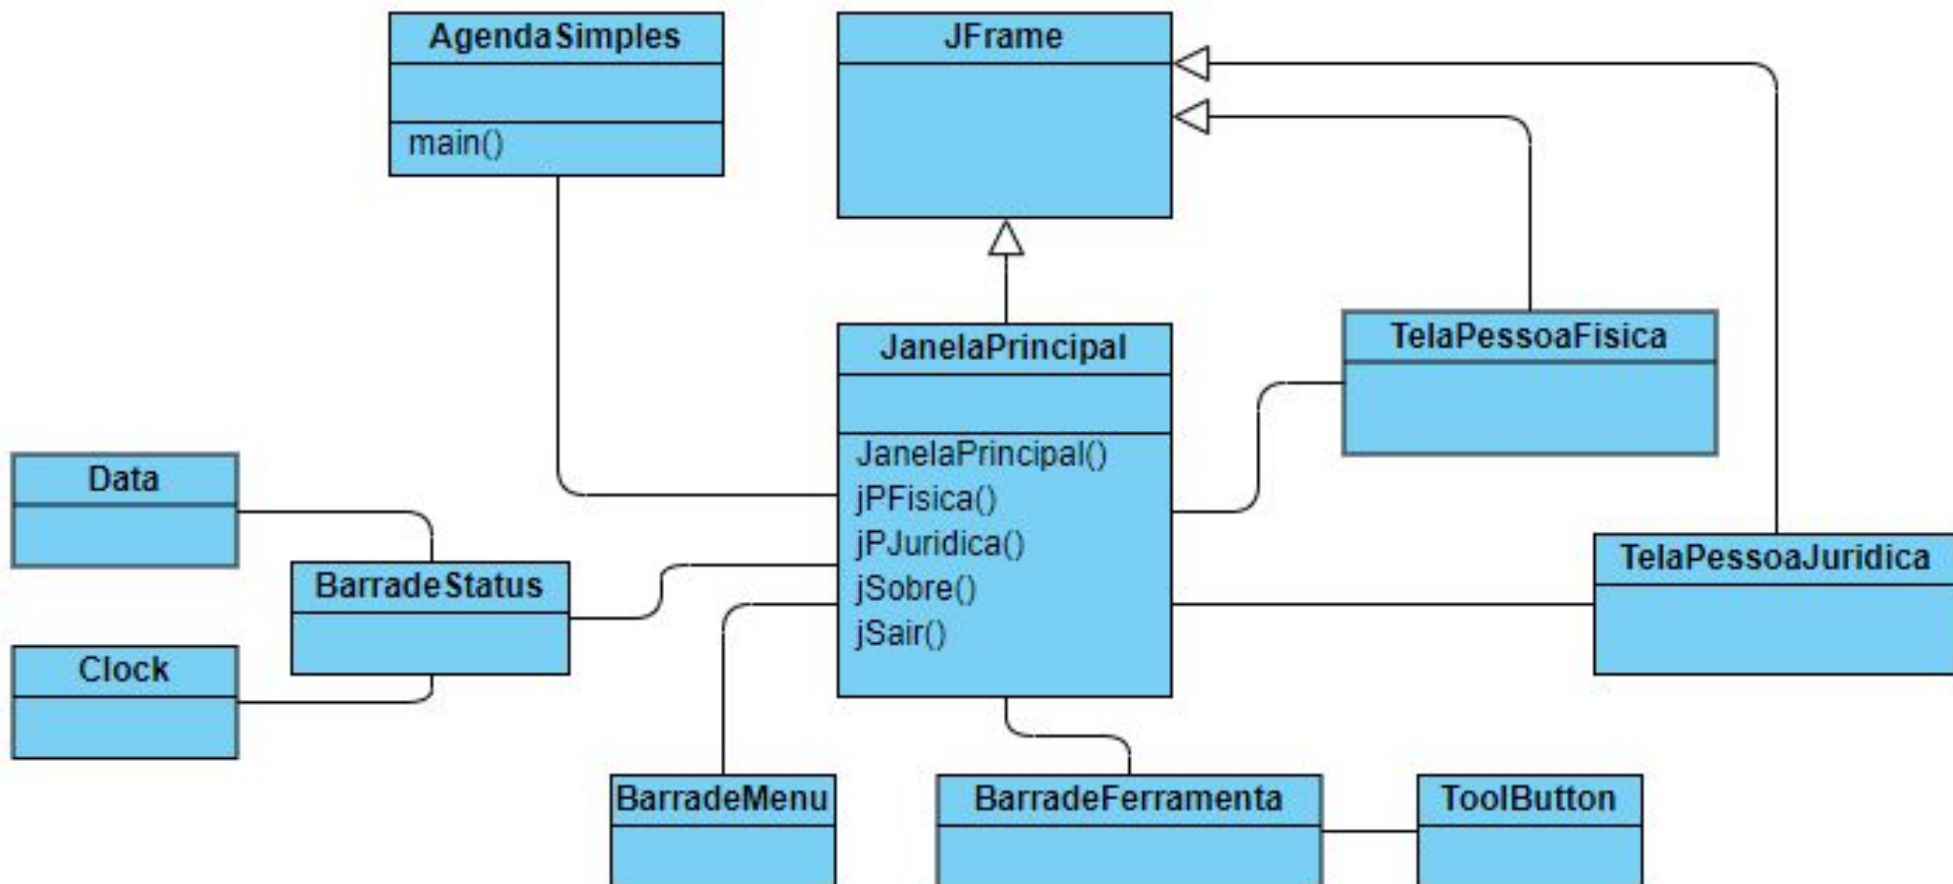 AgendaSimples
main()
JFrame
JanelaPrincipal
JanelaPrincipal()
jPFisica()
jPJuridica()
jSobre()
jSair()
TelaPessoaFisica
TelaPessoaJuridica
Data
BarradeStatus
Clock
BarradeMenu
BarradeFerramenta
ToolButton